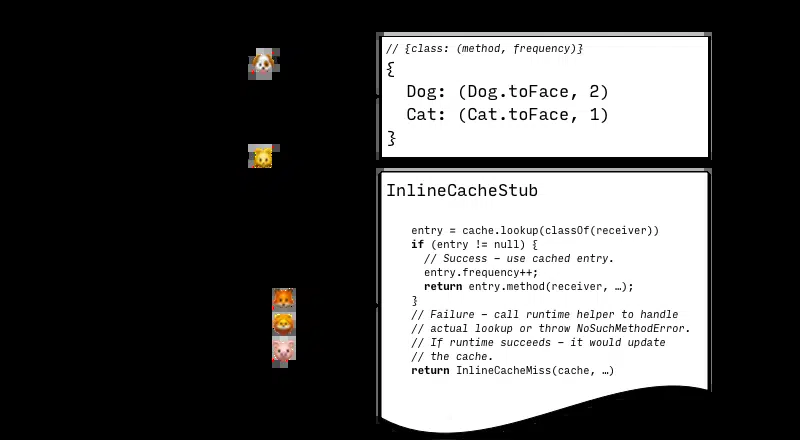 // {class: (method, frequency)}
{
Dog: (Dog.toFace, 2)
Cat: (Cat.toFace, 1)
}
InlineCacheStub
entry = cache.lookup(classOf(receiver))
if (entry != null) {
// Success – use cached entry.
entry.frequency++;
return entry.method(receiver, …);
}
// Failure – call runtime helper to handle
// actual lookup or throw NoSuchMethodError.
// If runtime succeeds – it would update
// the cache.
return InlineCacheMiss(cache, …)